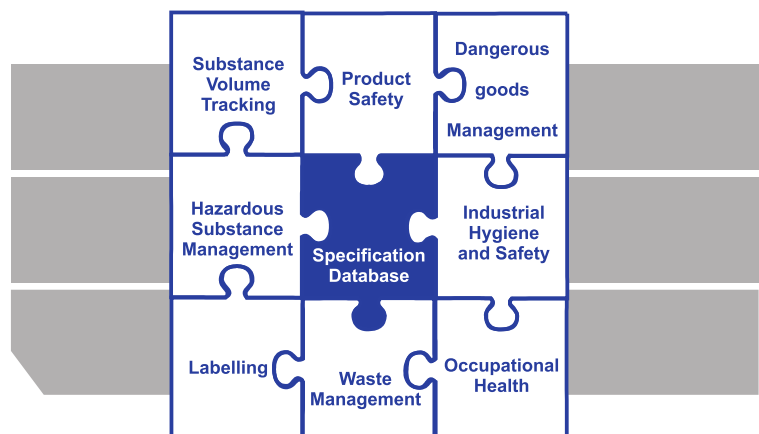 Substance
Volume
Tracking
Product
Safety
Dangerous
goods
Management
Hazardous
Substance
Management
Specification
Database
Industrial
Hygiene
and Safety
Labelling
Waste
Management
Occupational
Health